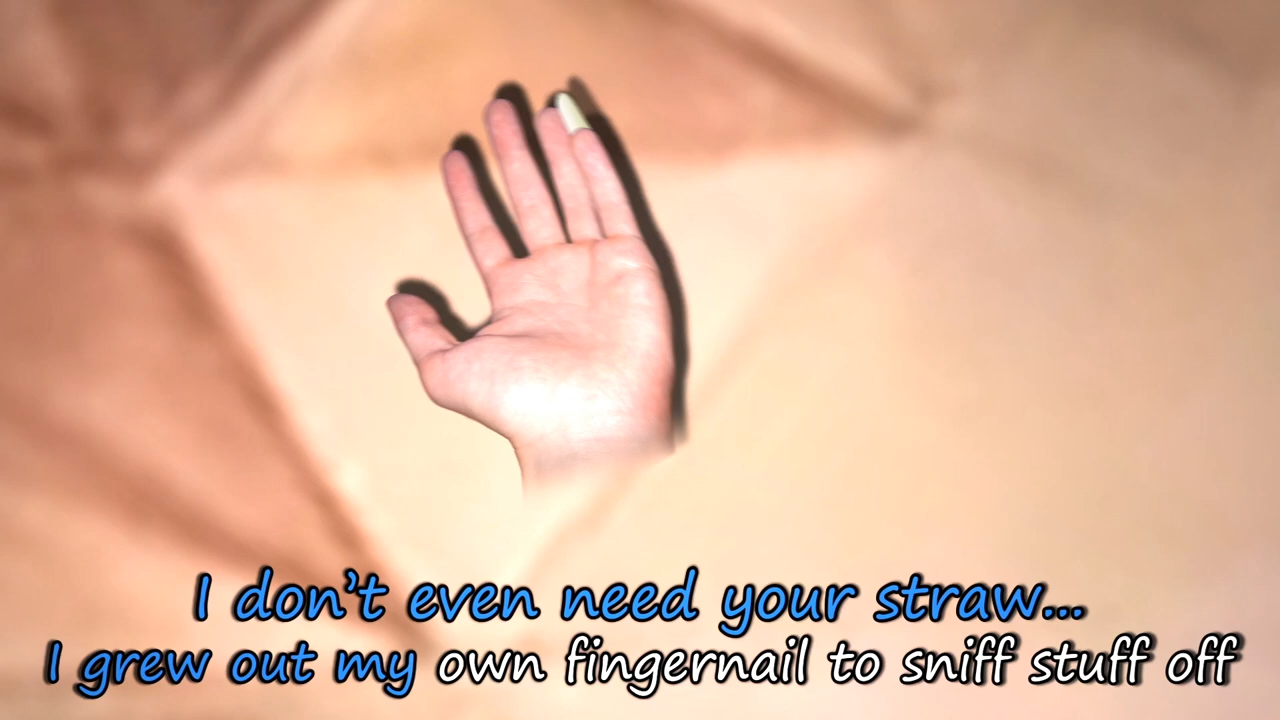 I don't even need your straw...
I grew out my own fingernail to sniff stuff off